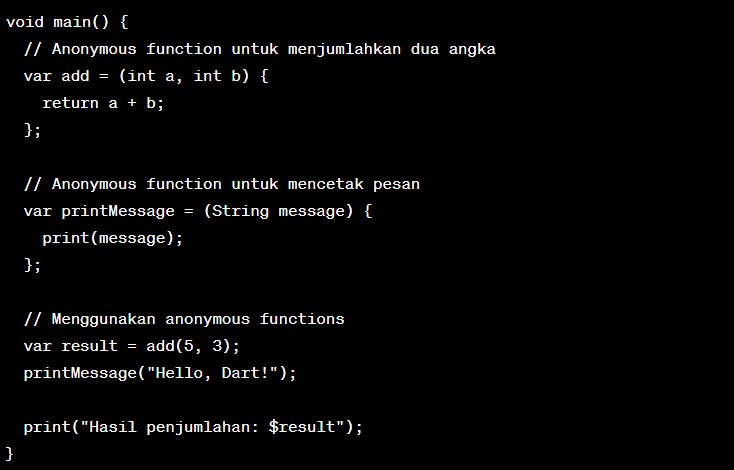 void main() {
  // Anonymous function untuk menjumlahkan dua angka
  var add = (int a, int b) {
    return a + b;
  };

  // Anonymous function untuk mencetak pesan
  var printMessage = (String message) {
    print(message);
  };

  // Menggunakan anonymous functions
  var result = add(5, 3);
  printMessage("Hello, Dart!");

  print("Hasil penjumlahan: $result");
}